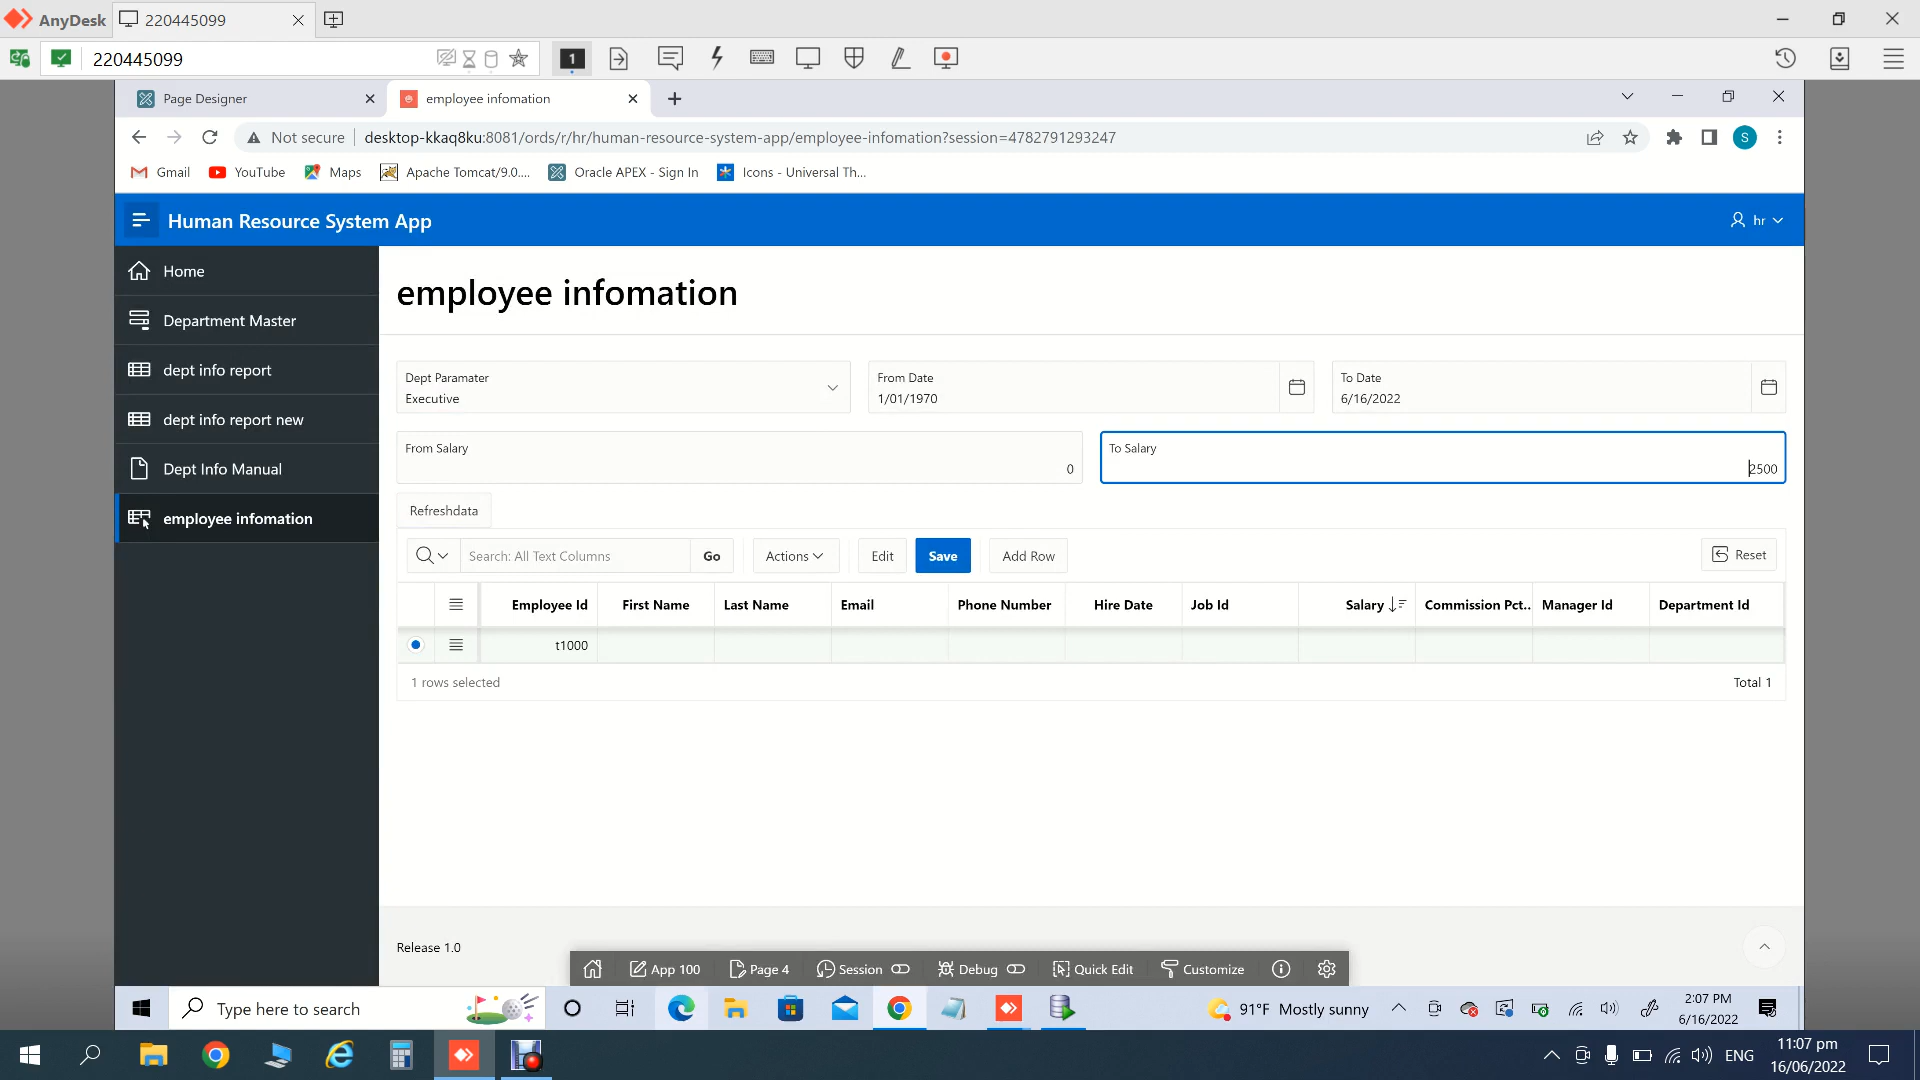 AnyDesk 220445099
220445099 1
Page Designer employee infomation
Not secure desktop-kkaq8ku:8081/ords/r/hr/human-resource-system-app/employee-infomation?session=4782791293247 S
Gmail YouTube Maps Apache Tomcat/9.0.... Oracle APEX - Sign In Icons - Universal Th...
Human Resource System App hr
Home
Department Master
dept info report
dept info report new
Dept Info Manual
employee infomation
employee infomation
Dept Paramater From Date To Date
Executive 1/01/1970 6/16/2022
From Salary To Salary
0 2500
Refreshdata
Search: All Text Columns Go Actions Edit Save Add Row Reset
Employee Id First Name Last Name Email Phone Number Hire Date Job Id Salary Commission Pct.. Manager Id Department Id
t1000
1 rows selected Total 1
Release 1.0
App 100 Page 4 Session Debug Quick Edit Customize
Type here to search 91°F Mostly sunny 2:07 PM
6/16/2022
ENG 11:07 pm
16/06/2022